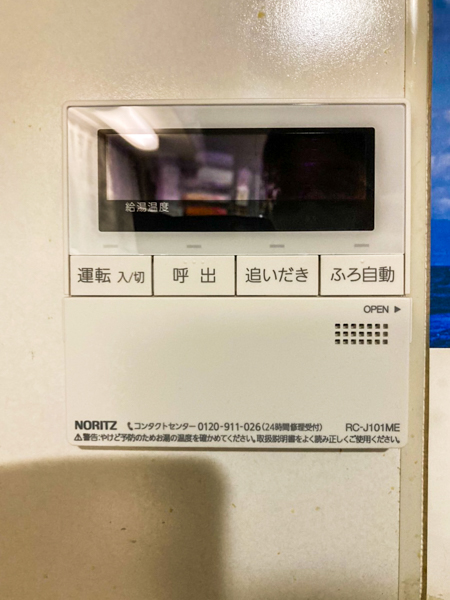 給湯温度
運転 入/切 呼出 追いだき ふろ自動
OPEN ▶
NORITZ コンタクトセンター 0120-911-026(24時間修理受付) RC-J101ME
⚠警告:やけど予防のためお湯の温度を確かめてください。取扱説明書をよく読み正しくご使用ください。